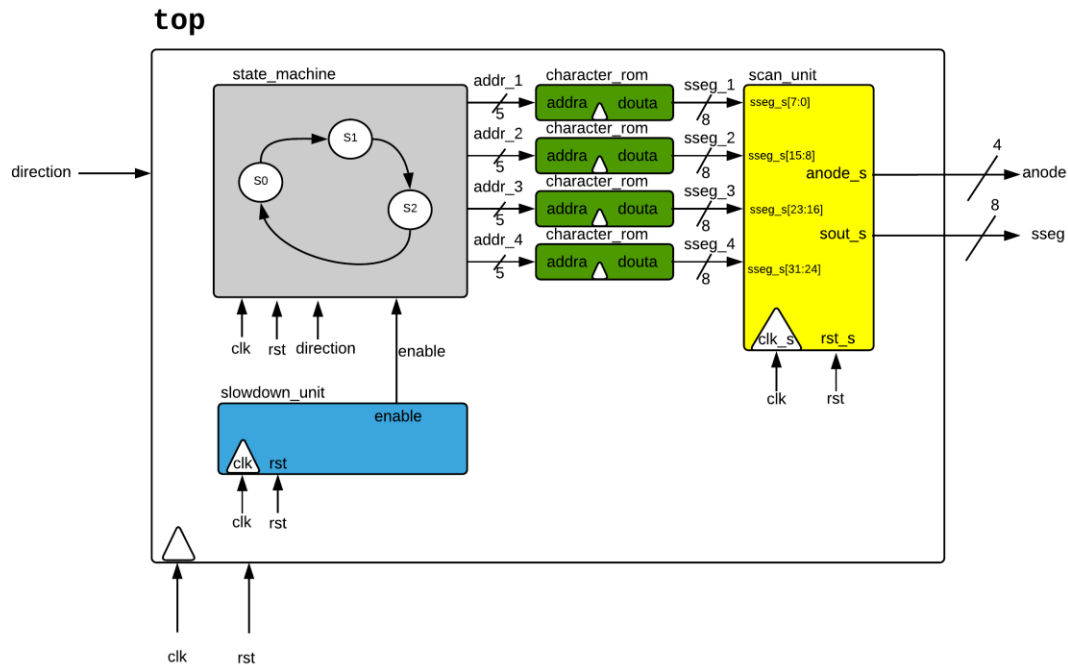 top
state_machine
S0
S1
S2
addr_1
5
addr_2
5
addr_3
5
addr_4
5
character_rom
addra
douta
character_rom
addra
douta
character_rom
addra
douta
character_rom
addra
douta
sseg_1
8
sseg_2
8
sseg_3
8
sseg_4
8
scan_unit
sseg_s[7:0]
sseg_s[15:8]
anode_s
sseg_s[23:16]
sout_s
sseg_s[31:24]
clk_s
rst_s
clk
rst
4
anode
8
sseg
direction
clk
rst
direction
enable
slowdown_unit
enable
clk
rst
clk
rst
clk
rst